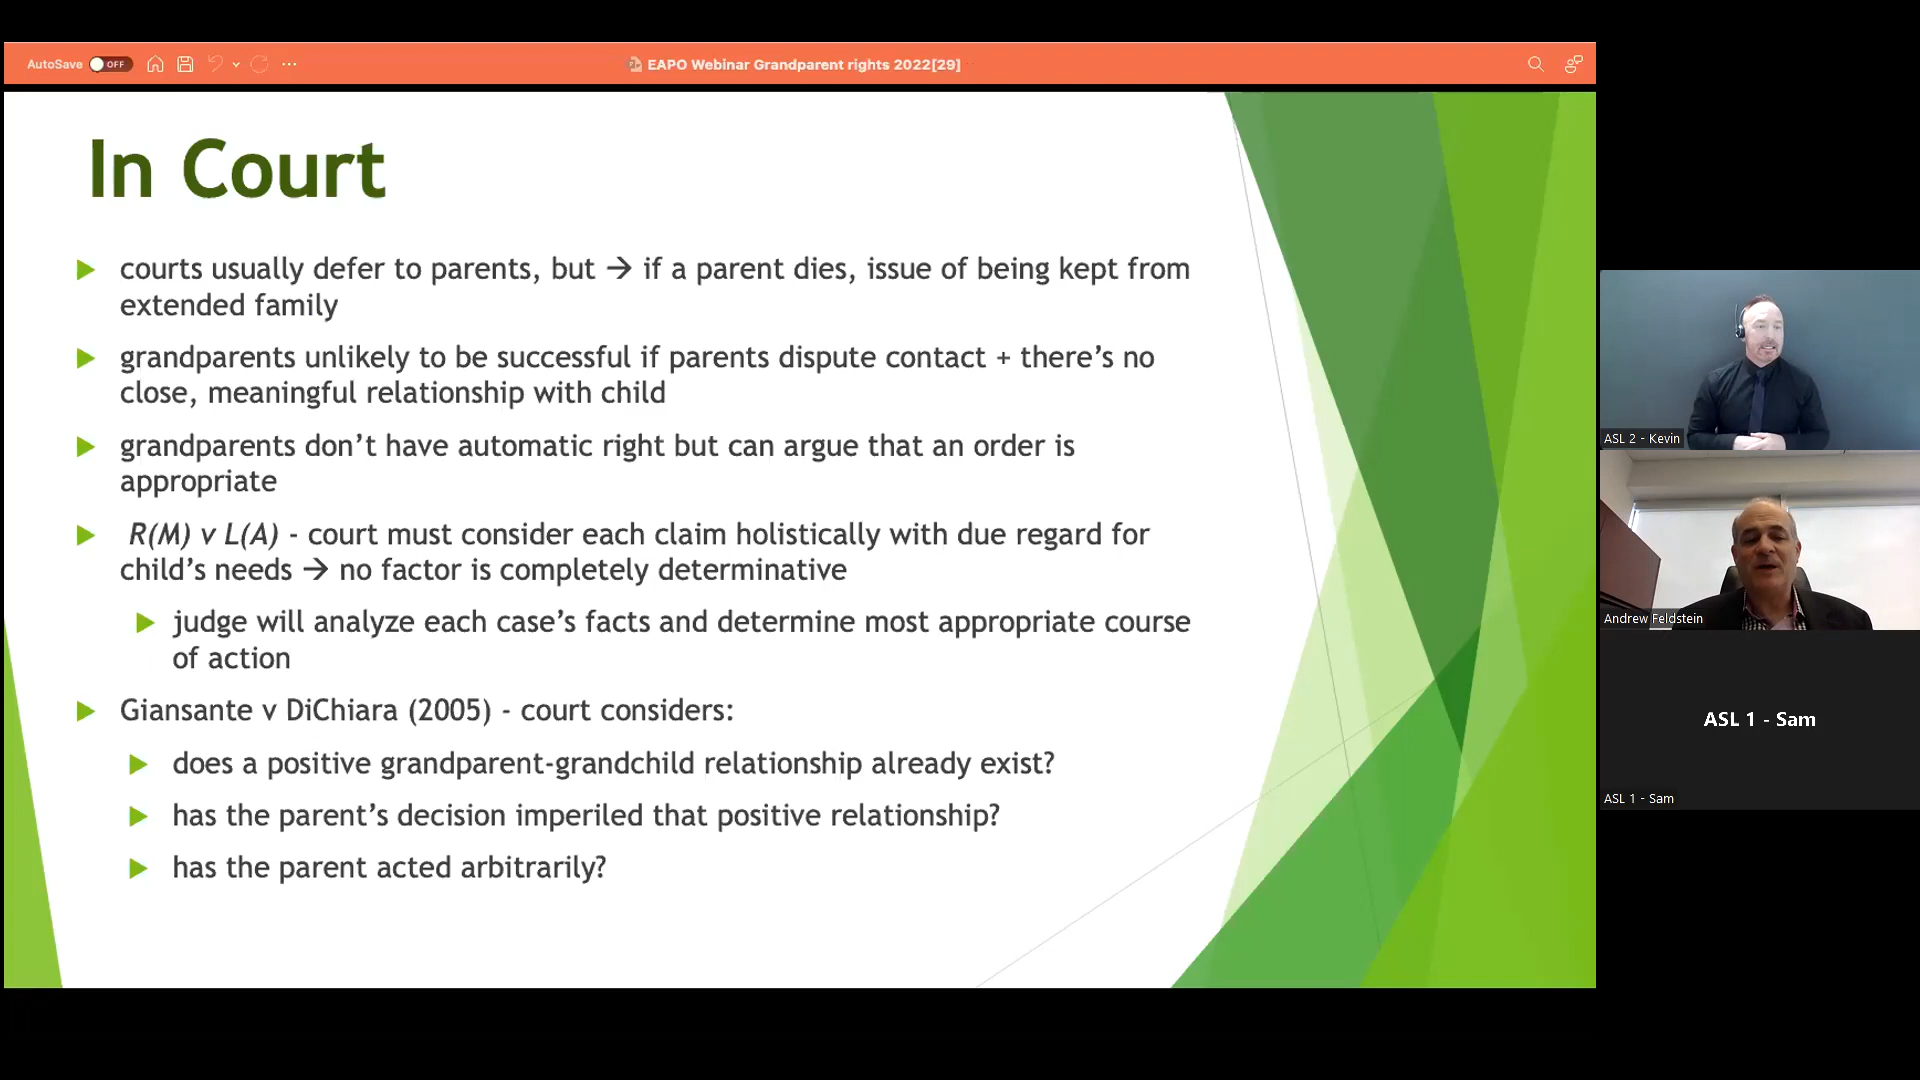 AutoSave OFF
EAPO Webinar Grandparent rights 2022[29]
In Court
courts usually defer to parents, but → if a parent dies, issue of being kept from
extended family
grandparents unlikely to be successful if parents dispute contact + there’s no
close, meaningful relationship with child
grandparents don’t have automatic right but can argue that an order is
appropriate
R(M) v L(A) - court must consider each claim holistically with due regard for
child’s needs → no factor is completely determinative
judge will analyze each case’s facts and determine most appropriate course
of action
Giansante v DiChiara (2005) - court considers:
does a positive grandparent-grandchild relationship already exist?
has the parent’s decision imperiled that positive relationship?
has the parent acted arbitrarily?
ASL 2 - Kevin
Andrew Feldstein
ASL 1 - Sam
ASL 1 - Sam